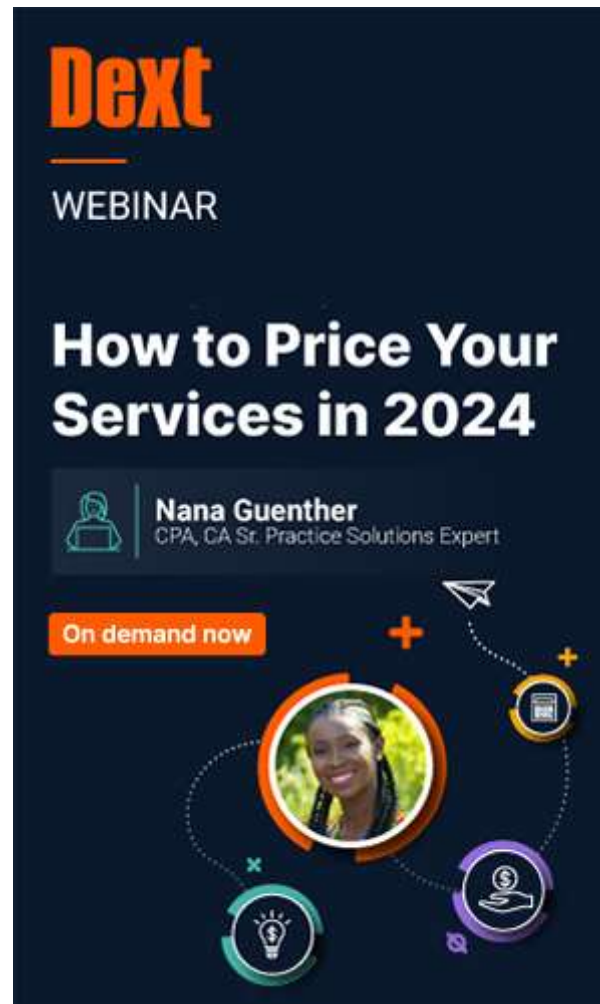 Dext
WEBINAR
How to Price Your
Services in 2024
Nana Guenther
CPA, CA Sr. Practice Solutions Expert
On demand now